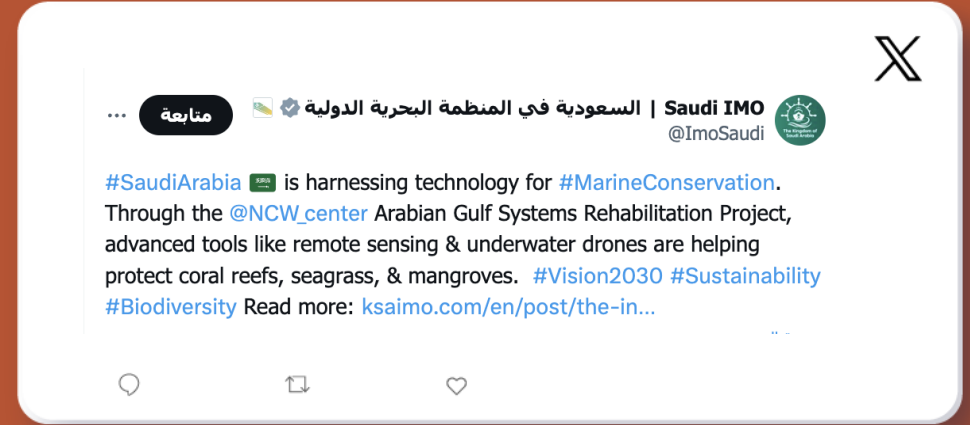 السعودية في المنظمة البحرية الدولية | Saudi IMO
@ImoSaudi
متابعة
#SaudiArabia 🇸🇦 is harnessing technology for #MarineConservation.
Through the @NCW_center Arabian Gulf Systems Rehabilitation Project,
advanced tools like remote sensing & underwater drones are helping
protect coral reefs, seagrass, & mangroves. #Vision2030 #Sustainability
#Biodiversity Read more: ksaimo.com/en/post/the-in...